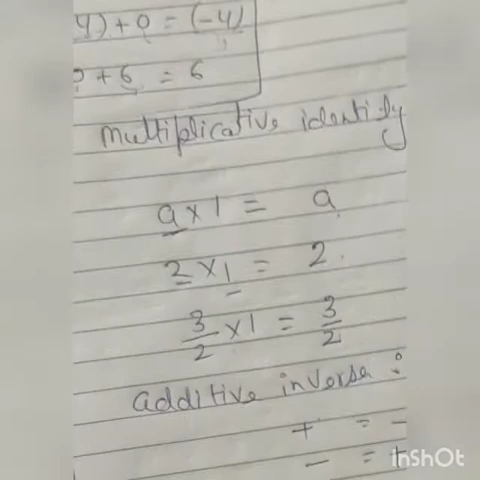 4) + 0 = (-4)
+ 6 = 6
multiplicative identity
a × 1 = a
2 × 1 = 2.
3/2 × 1 = 3/2
additive inverse :
+ = -
- =
InShOt